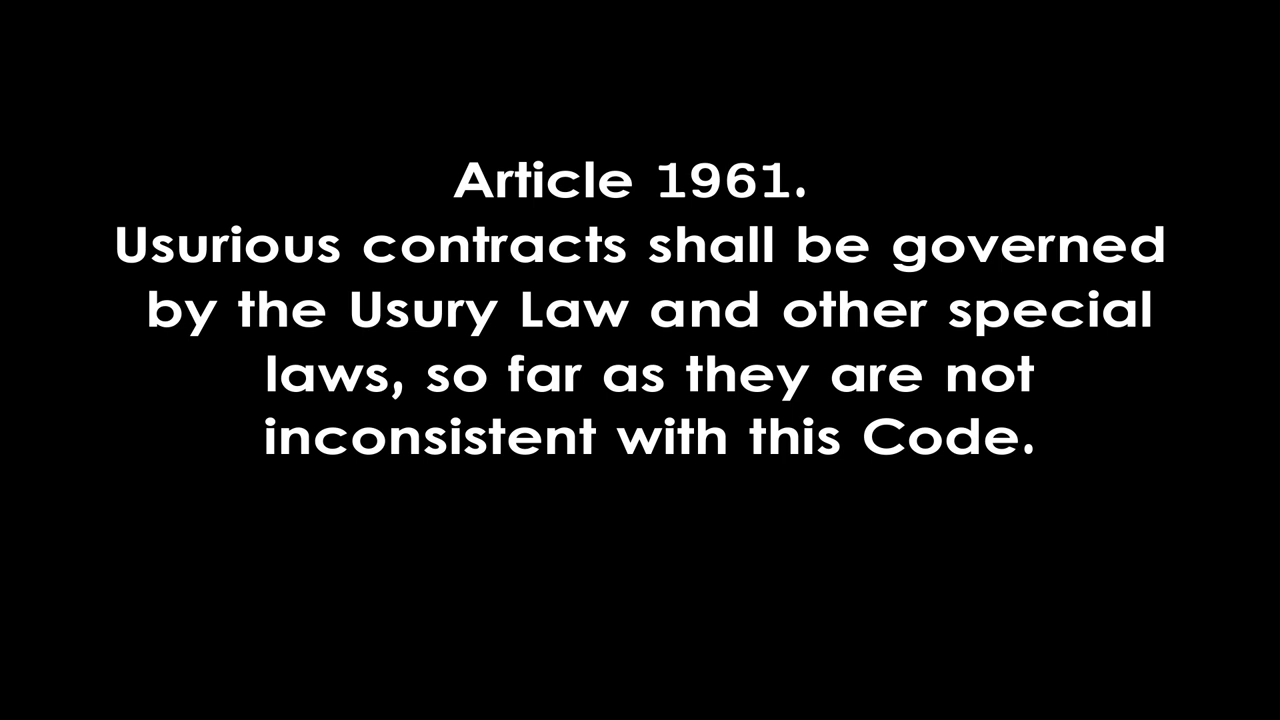 Article 1961.
Usurious contracts shall be governed
by the Usury Law and other special
laws, so far as they are not
inconsistent with this Code.